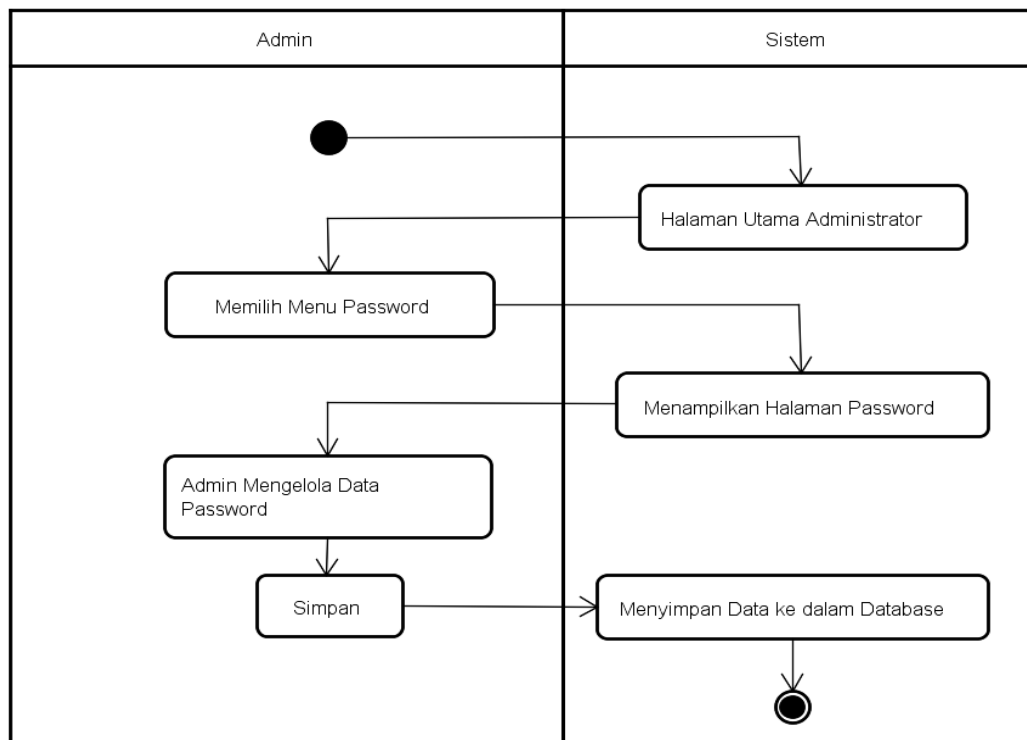 Admin
Sistem
Halaman Utama Administrator
Memilih Menu Password
Menampilkan Halaman Password
Admin Mengelola Data
Password
Simpan
Menyimpan Data ke dalam Database